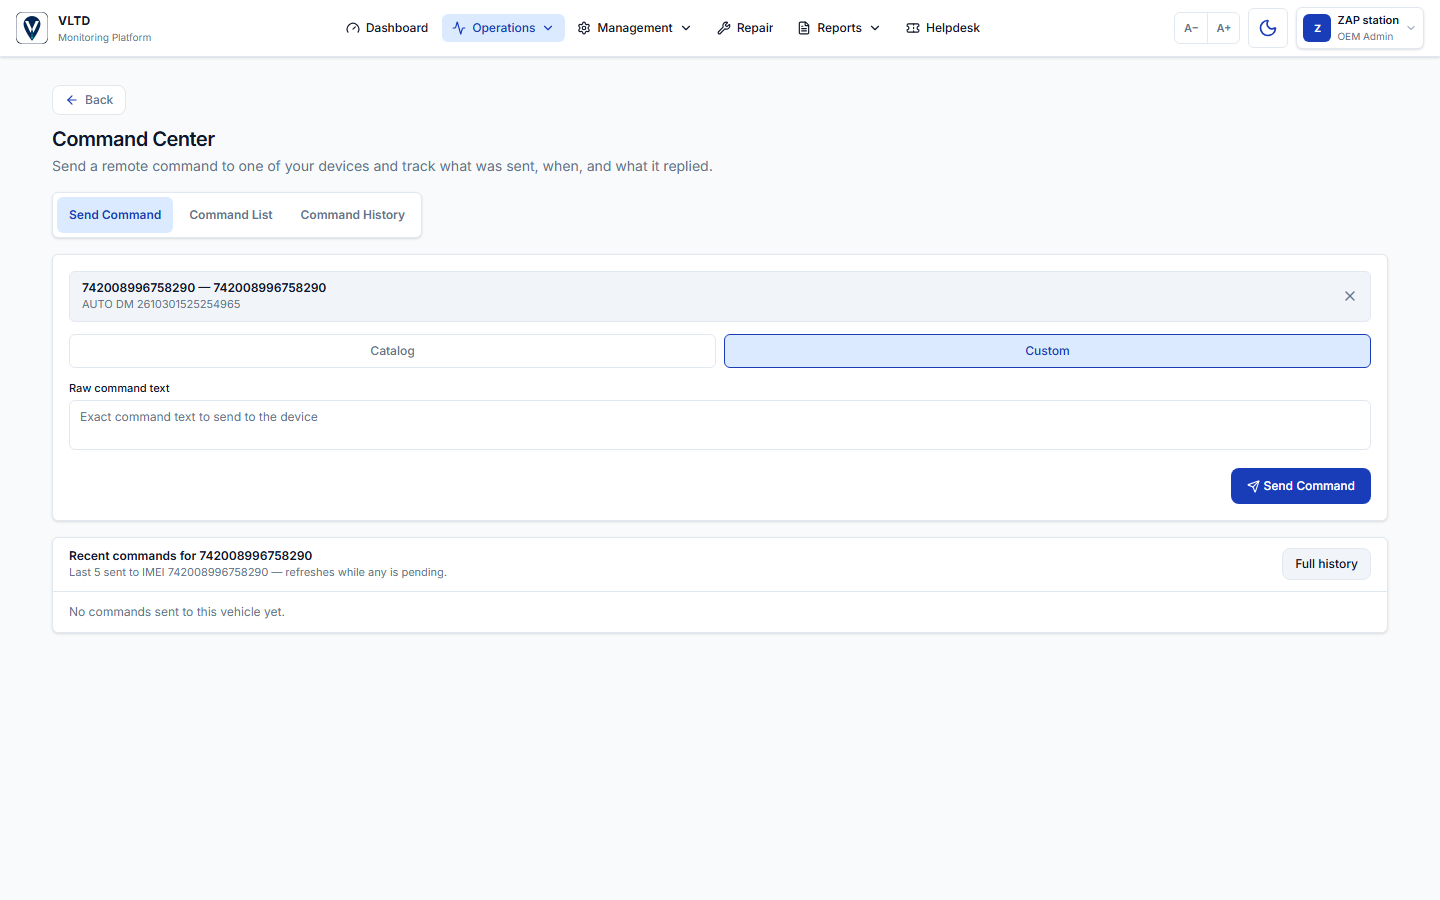 VLTD
Monitoring Platform
Dashboard
Operations
Management
Repair
Reports
Helpdesk
A−
A+
Z
ZAP station
OEM Admin
Back
Command Center
Send a remote command to one of your devices and track what was sent, when, and what it replied.
Send Command
Command List
Command History
742008996758290 — 742008996758290
AUTO DM 2610301525254965
Catalog
Custom
Raw command text
Exact command text to send to the device
Send Command
Recent commands for 742008996758290
Last 5 sent to IMEI 742008996758290 — refreshes while any is pending.
Full history
No commands sent to this vehicle yet.